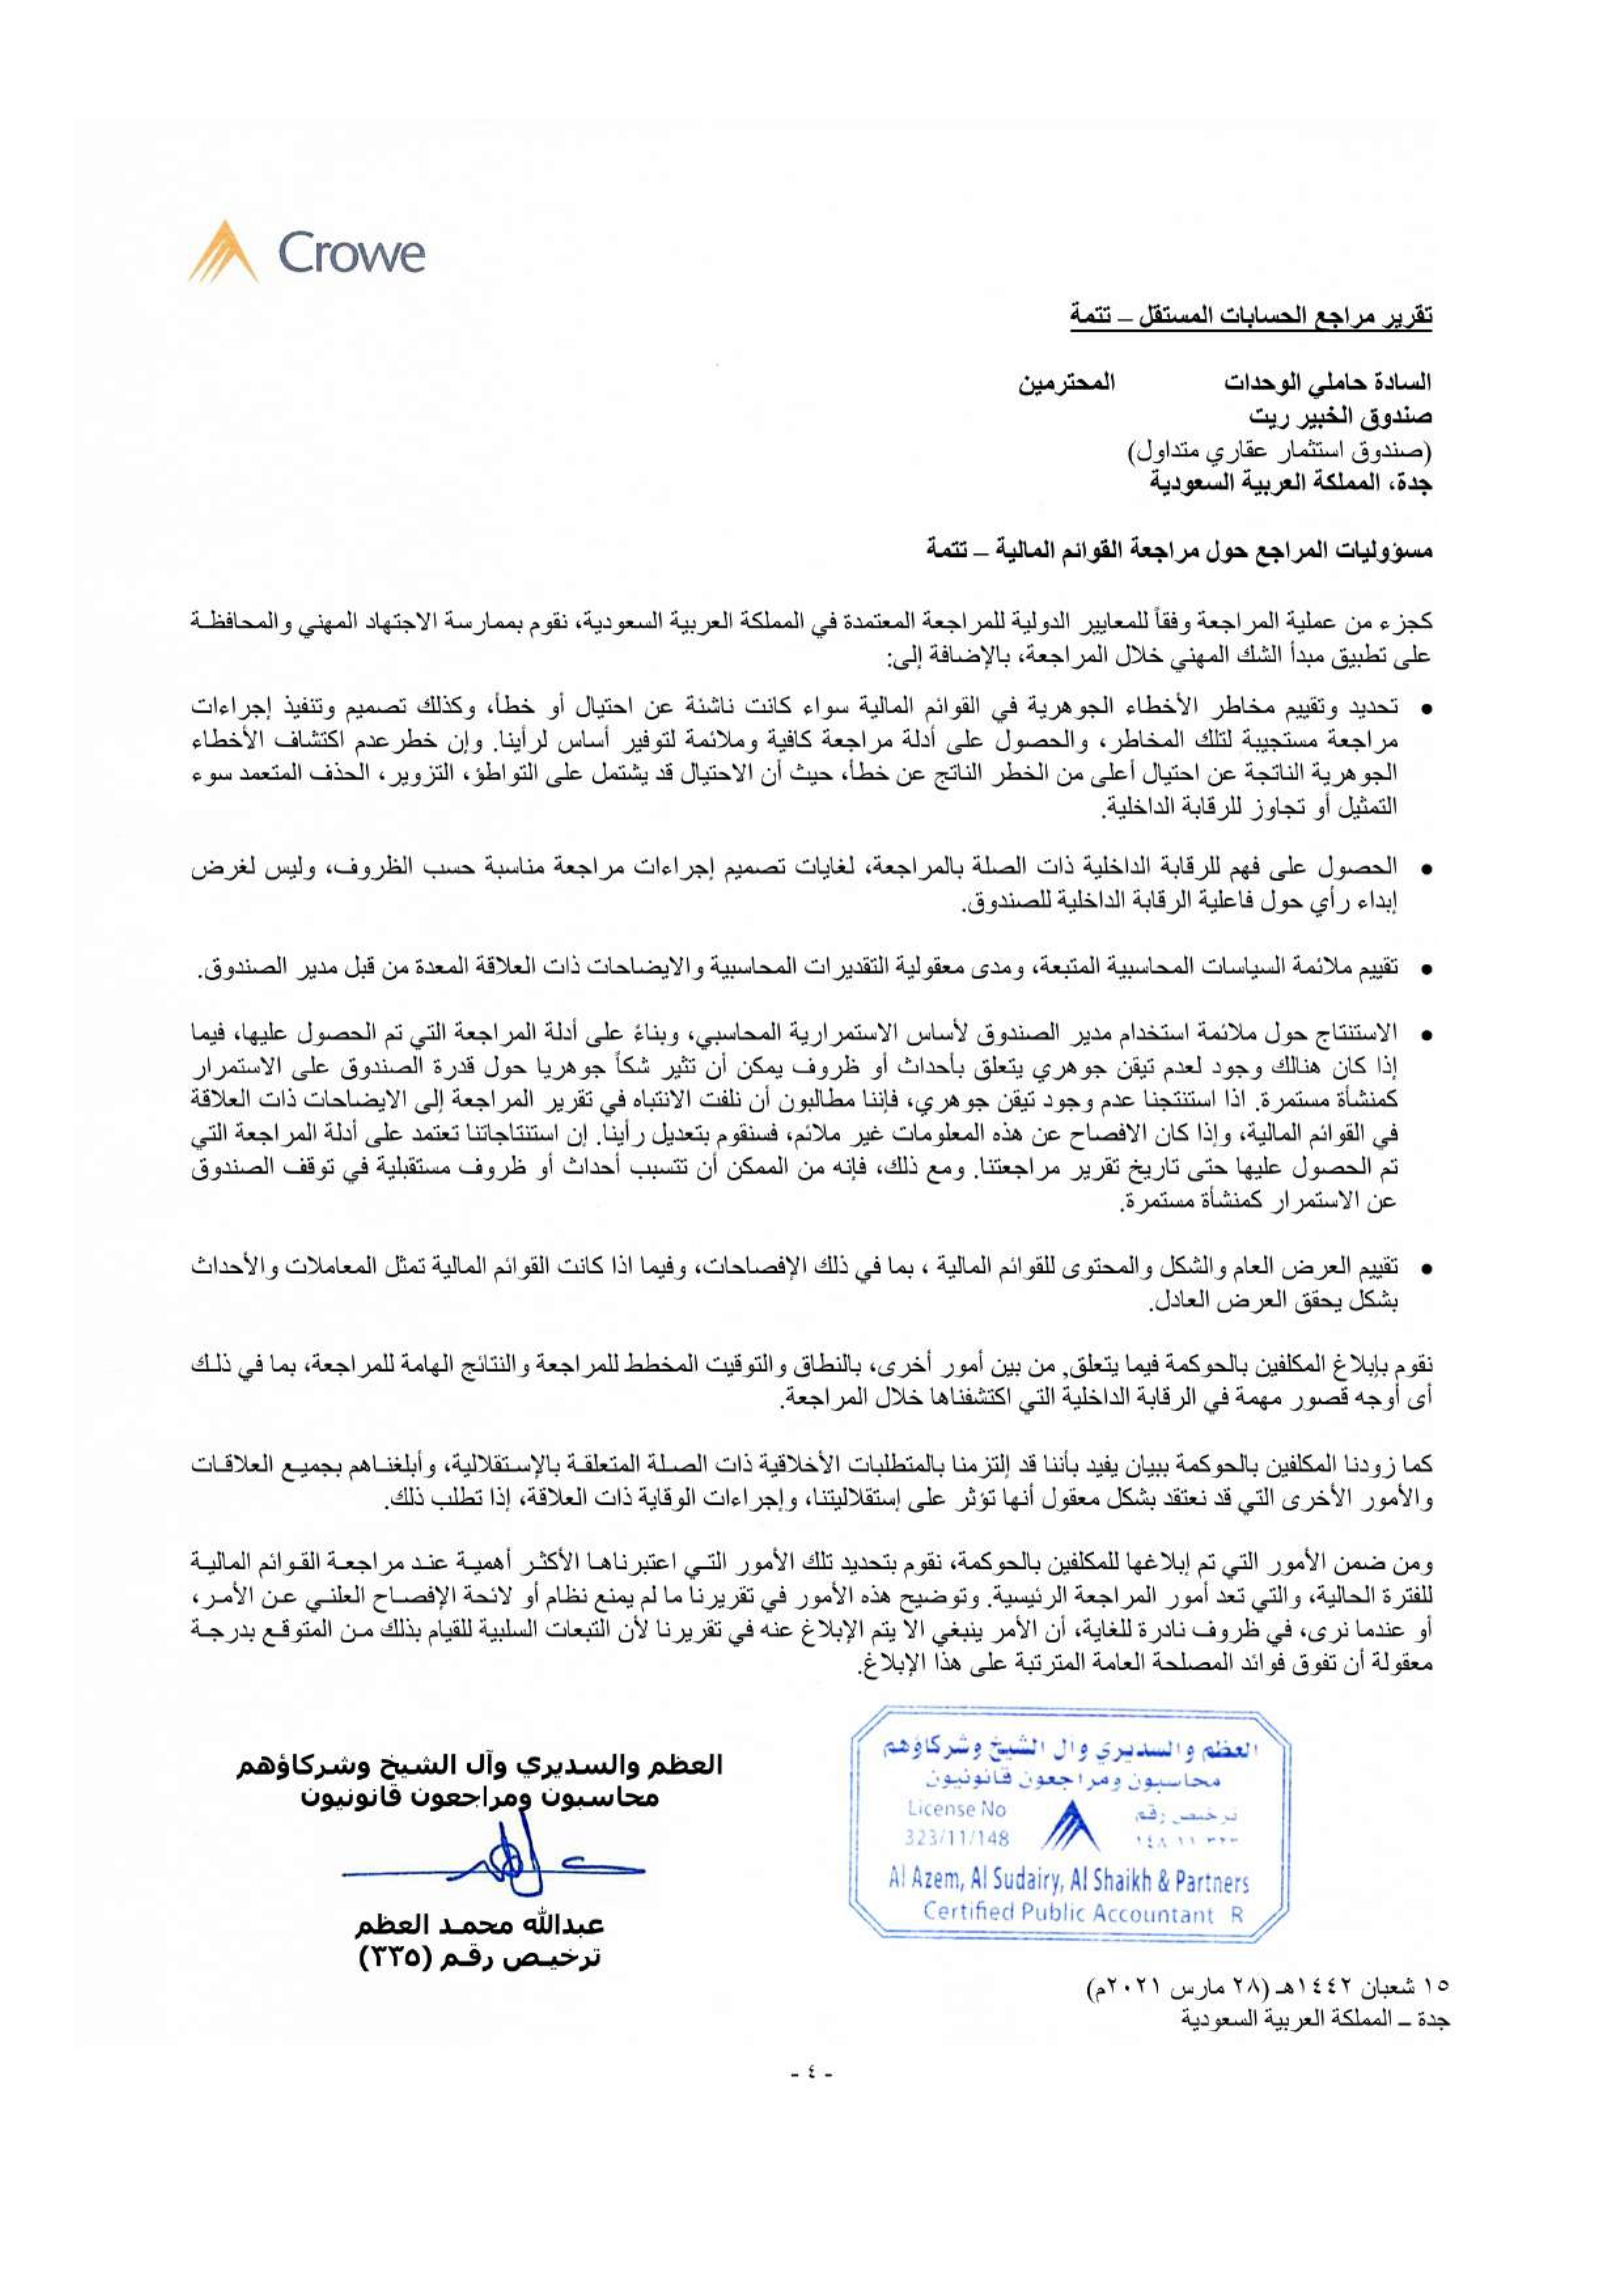 Crowe
تقرير مراجع الحسابات المستقل – تتمة
السادة حاملي الوحدات المحترمين
صندوق الخبير ريت
(صندوق استثمار عقاري متداول)
جدة، المملكة العربية السعودية
مسؤوليات المراجع حول مراجعة القوائم المالية – تتمة
كجزء من عملية المراجعة وفقاً للمعايير الدولية للمراجعة المعتمدة في المملكة العربية السعودية، نقوم بممارسة الاجتهاد المهني والمحافظة
على تطبيق مبدأ الشك المهني خلال المراجعة، بالإضافة إلى:
• تحديد وتقييم مخاطر الأخطاء الجوهرية في القوائم المالية سواء كانت ناشئة عن احتيال أو خطأ، وكذلك تصميم وتنفيذ إجراءات
مراجعة مستجيبة لتلك المخاطر، والحصول على أدلة مراجعة كافية وملائمة لتوفير أساس لرأينا. وإن خطر عدم اكتشاف الأخطاء
الجوهرية الناتجة عن احتيال أعلى من الخطر الناتج عن خطأ، حيث أن الاحتيال قد يشتمل على التواطؤ، التزوير، الحذف المتعمد سوء
التمثيل أو تجاوز للرقابة الداخلية.
• الحصول على فهم للرقابة الداخلية ذات الصلة بالمراجعة، لغايات تصميم إجراءات مراجعة مناسبة حسب الظروف، وليس لغرض
إبداء رأي حول فاعلية الرقابة الداخلية للصندوق.
• تقييم ملائمة السياسات المحاسبية المتبعة، ومدى معقولية التقديرات المحاسبية والايضاحات ذات العلاقة المعدة من قبل مدير الصندوق.
• الاستنتاج حول ملائمة استخدام مدير الصندوق لأساس الاستمرارية المحاسبي، وبناءً على أدلة المراجعة التي تم الحصول عليها، فيما
إذا كان هنالك وجود لعدم تيقن جوهري يتعلق بأحداث أو ظروف يمكن أن تثير شكاً جوهريا حول قدرة الصندوق على الاستمرار
كمنشأة مستمرة. اذا استنتجنا عدم وجود تيقن جوهري، فإننا مطالبون أن نلفت الانتباه في تقرير المراجعة إلى الايضاحات ذات العلاقة
في القوائم المالية، وإذا كان الافصاح عن هذه المعلومات غير ملائم، فسنقوم بتعديل رأينا. إن استنتاجاتنا تعتمد على أدلة المراجعة التي
تم الحصول عليها حتى تاريخ تقرير مراجعتنا. ومع ذلك، فإنه من الممكن أن تتسبب أحداث أو ظروف مستقبلية في توقف الصندوق
عن الاستمرار كمنشأة مستمرة.
• تقييم العرض العام والشكل والمحتوى للقوائم المالية ، بما في ذلك الإفصاحات، وفيما اذا كانت القوائم المالية تمثل المعاملات والأحداث
بشكل يحقق العرض العادل.
نقوم بإبلاغ المكلفين بالحوكمة فيما يتعلق, من بين أمور أخرى، بالنطاق والتوقيت المخطط للمراجعة والنتائج الهامة للمراجعة، بما في ذلك
أى أوجه قصور مهمة في الرقابة الداخلية التي اكتشفناها خلال المراجعة.
كما زودنا المكلفين بالحوكمة ببيان يفيد بأننا قد إلتزمنا بالمتطلبات الأخلاقية ذات الصلة المتعلقة بالإستقلالية، وأبلغناهم بجميع العلاقات
والأمور الأخرى التي قد نعتقد بشكل معقول أنها تؤثر على إستقلاليتنا، وإجراءات الوقاية ذات العلاقة، إذا تطلب ذلك.
ومن ضمن الأمور التي تم إبلاغها للمكلفين بالحوكمة، نقوم بتحديد تلك الأمور التي اعتبرناها الأكثر أهمية عند مراجعة القوائم المالية
للفترة الحالية، والتي تعد أمور المراجعة الرئيسية. وتوضيح هذه الأمور في تقريرنا ما لم يمنع نظام أو لائحة الإفصاح العلني عن الأمر،
أو عندما نرى، في ظروف نادرة للغاية، أن الأمر ينبغي الا يتم الإبلاغ عنه في تقريرنا لأن التبعات السلبية للقيام بذلك من المتوقع بدرجة
معقولة أن تفوق فوائد المصلحة العامة المترتبة على هذا الإبلاغ.
العظم والسديري وآل الشيخ وشركاؤهم
محاسبون ومراجعون قانونيون
License No ترخيص رقم
323/11/148 ٣٢٣ ١١ ١٤٨
Al Azem, Al Sudairy, Al Shaikh & Partners
Certified Public Accountant R
العظم والسديري وآل الشيخ وشركاؤهم
محاسبون ومراجعون قانونيون
عبدالله محمد العظم
ترخيص رقم (٣٣٥)
١٥ شعبان ١٤٤٢هـ (٢٨ مارس ٢٠٢١م)
جدة – المملكة العربية السعودية
- ٤ -